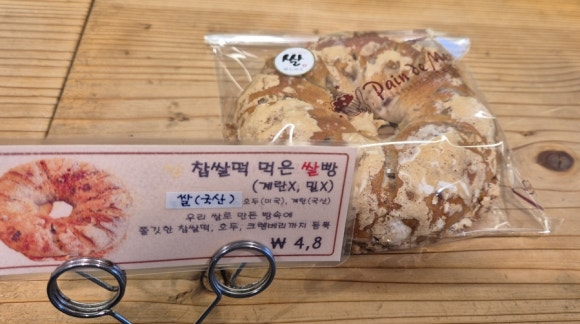 쌀
Pain de
찹쌀떡 먹은 쌀빵
(계란X, 밀X)
쌀(국산) 호두(미국), 계란(국산)
우리 쌀로 만든 빵속에
쫄깃한 찹쌀떡, 호두, 크랜베리까지 듬뿍
₩ 4,8